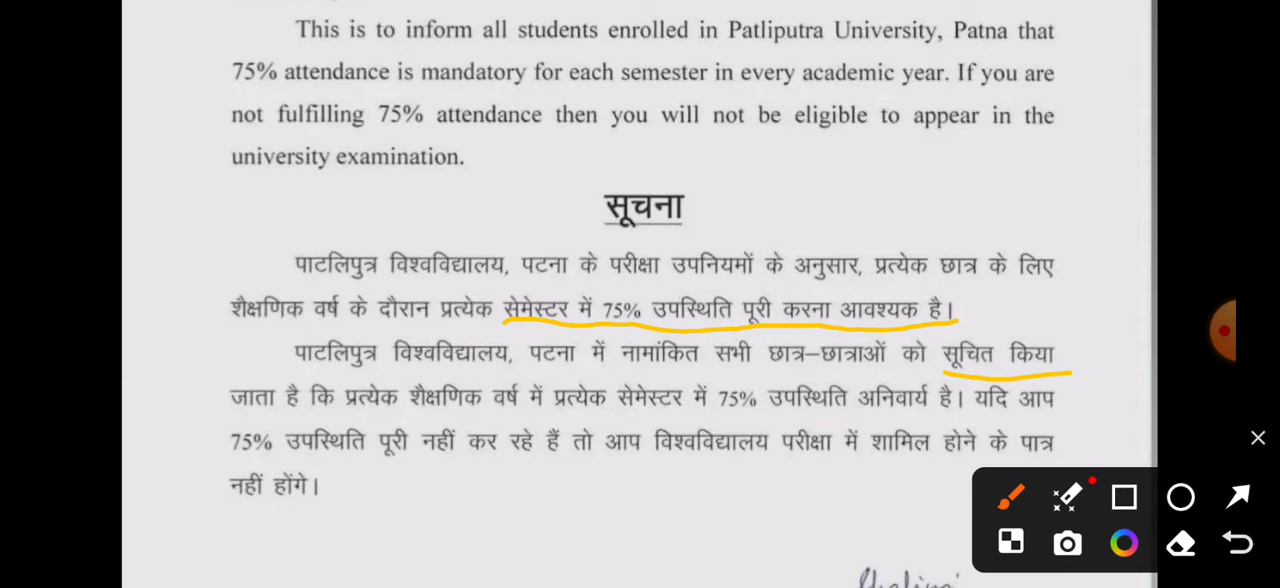 This is to inform all students enrolled in Patliputra University, Patna that
75% attendance is mandatory for each semester in every academic year. If you are
not fulfilling 75% attendance then you will not be eligible to appear in the
university examination.
सूचना
पाटलिपुत्र विश्वविद्यालय, पटना के परीक्षा उपनियमों के अनुसार, प्रत्येक छात्र के लिए
शैक्षणिक वर्ष के दौरान प्रत्येक सेमेस्टर में 75% उपस्थिति पूरी करना आवश्यक है।
पाटलिपुत्र विश्वविद्यालय, पटना में नामांकित सभी छात्र–छात्राओं को सूचित किया
जाता है कि प्रत्येक शैक्षणिक वर्ष में प्रत्येक सेमेस्टर में 75% उपस्थिति अनिवार्य है। यदि आप
75% उपस्थिति पूरी नहीं कर रहे हैं तो आप विश्वविद्यालय परीक्षा में शामिल होने के पात्र
नहीं होंगे।